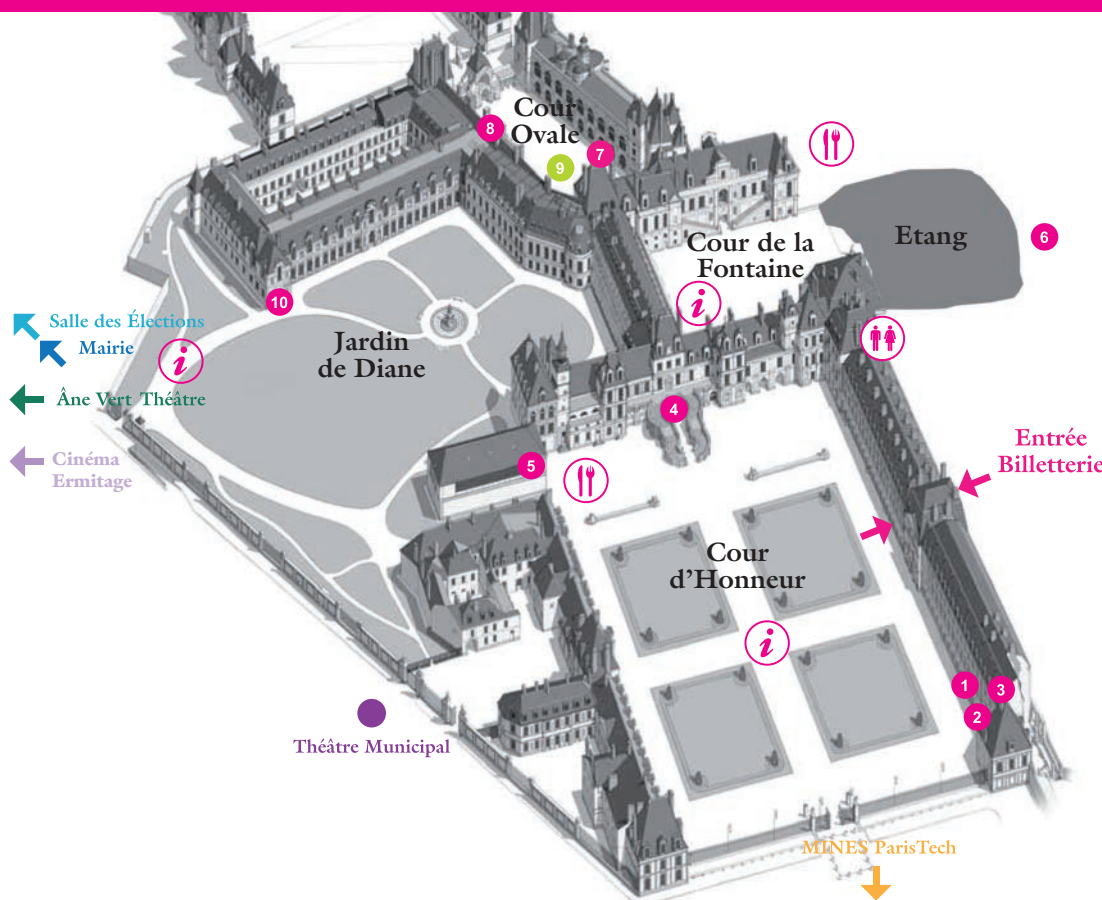 Cour
Ovale
8
7
9
Cour de la
Fontaine
Etang
6
i
10
Salle des Élections
Mairie
i
Jardin
de Diane
Âne Vert Théâtre
4
Cinéma
Ermitage
5
Entrée
Billetterie
Cour
d'Honneur
i
1
3
2
Théâtre Municipal
MINES ParisTech